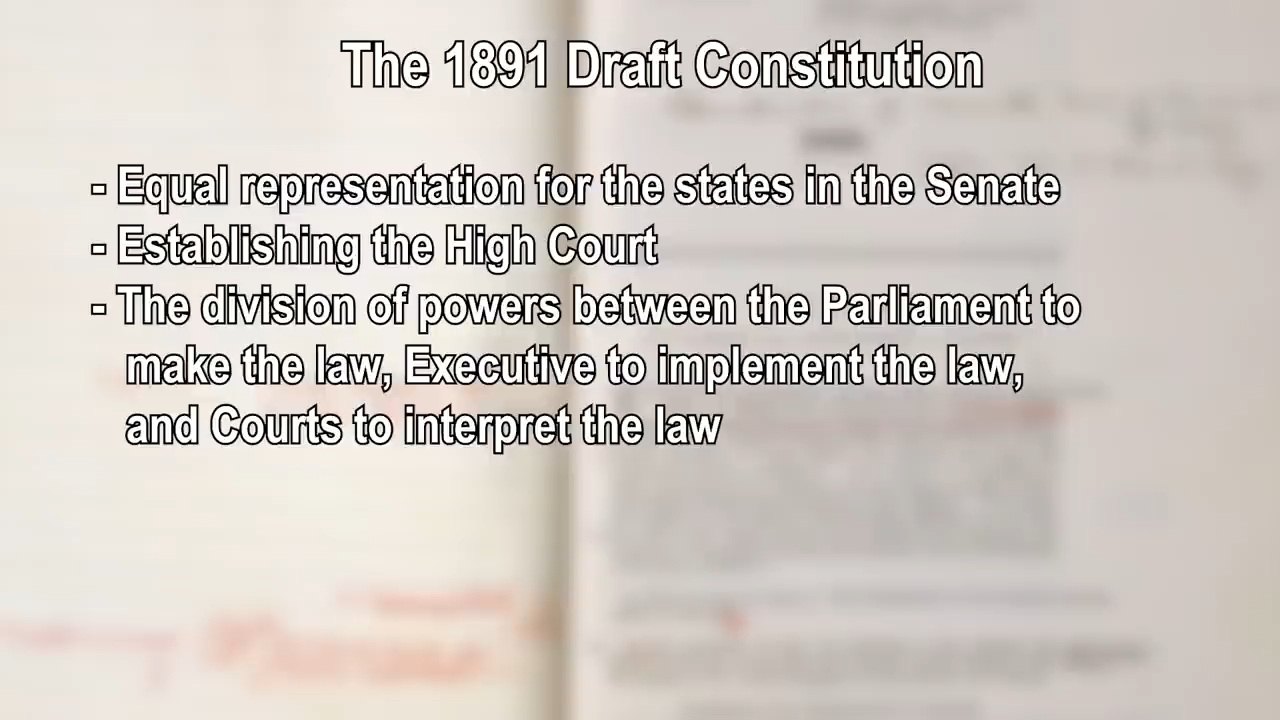 The 1891 Draft Constitution
- Equal representation for the states in the Senate
- Establishing the High Court
- The division of powers between the Parliament to
make the law, Executive to implement the law,
and Courts to interpret the law